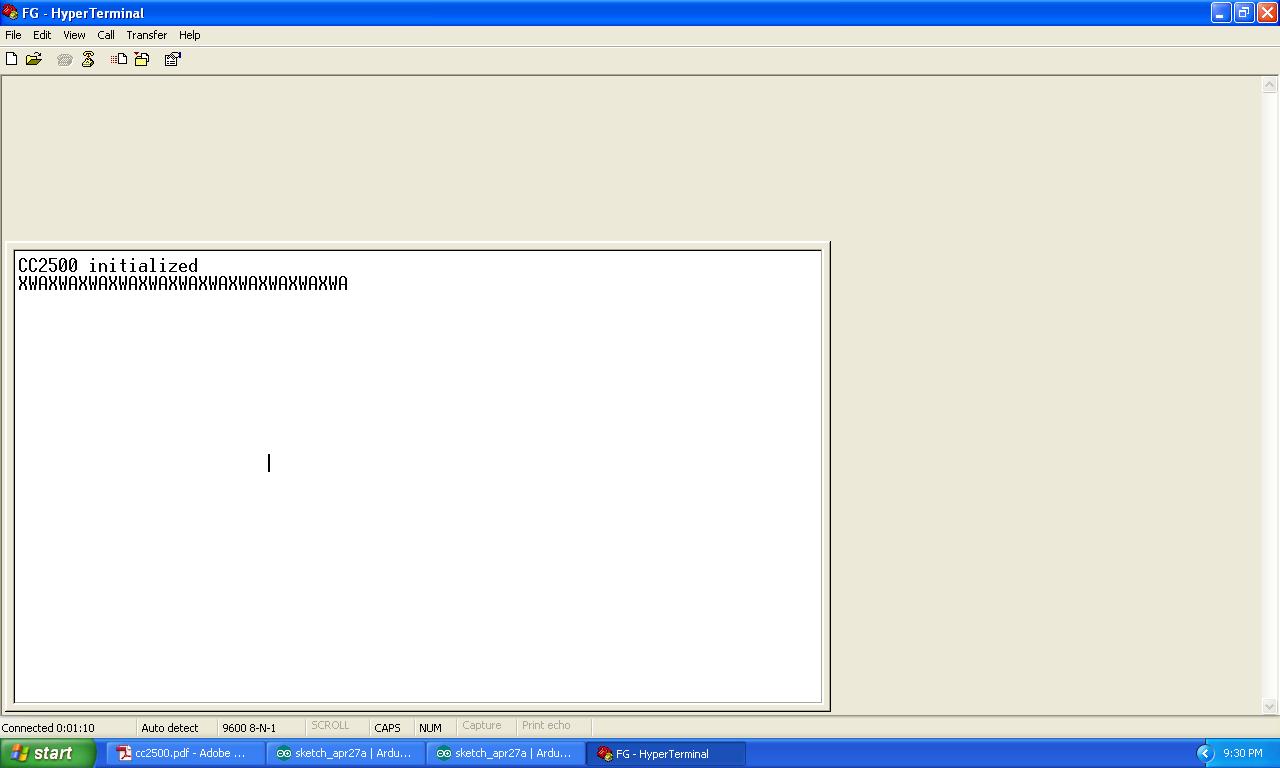 FG - HyperTerminal
File Edit View Call Transfer Help
CC2500 initialized
XWAXWAXWAXWAXWAXWAXWAXWAXWAXWAXWA
Connected 0:01:10 Auto detect 9600 8-N-1 SCROLL CAPS NUM Capture Print echo
start cc2500.pdf - Adobe ... sketch_apr27a | Ardu... sketch_apr27a | Ardu... FG - HyperTerminal 9:30 PM